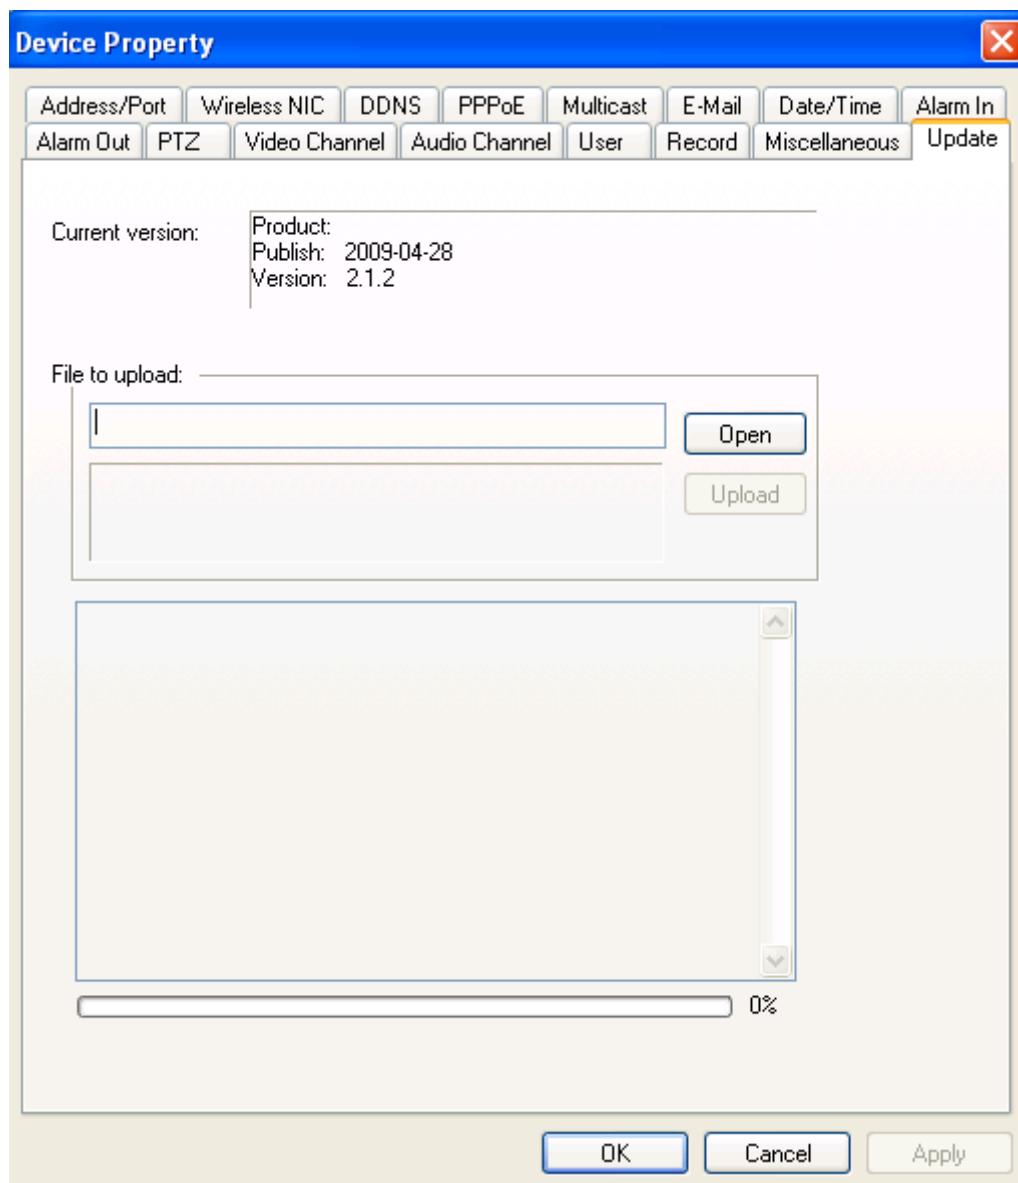 Device Property
Address/Port Wireless NIC DDNS PPPoE Multicast E-Mail Date/Time Alarm In
Alarm Out PTZ Video Channel Audio Channel User Record Miscellaneous Update
Current version:
Product:
Publish: 2009-04-28
Version: 2.1.2
File to upload:
Open
Upload
0%
OK Cancel Apply